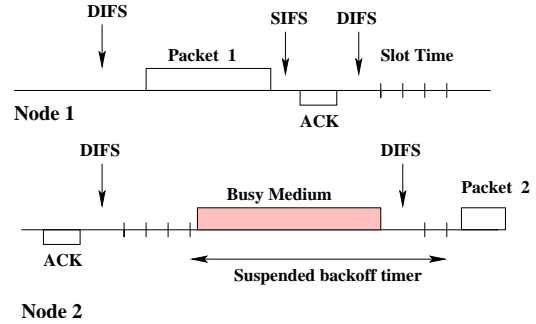 DIFS
SIFS
DIFS
Packet 1
Slot Time
Node 1
ACK
DIFS
DIFS
Packet 2
Busy Medium
ACK
Suspended backoff timer
Node 2